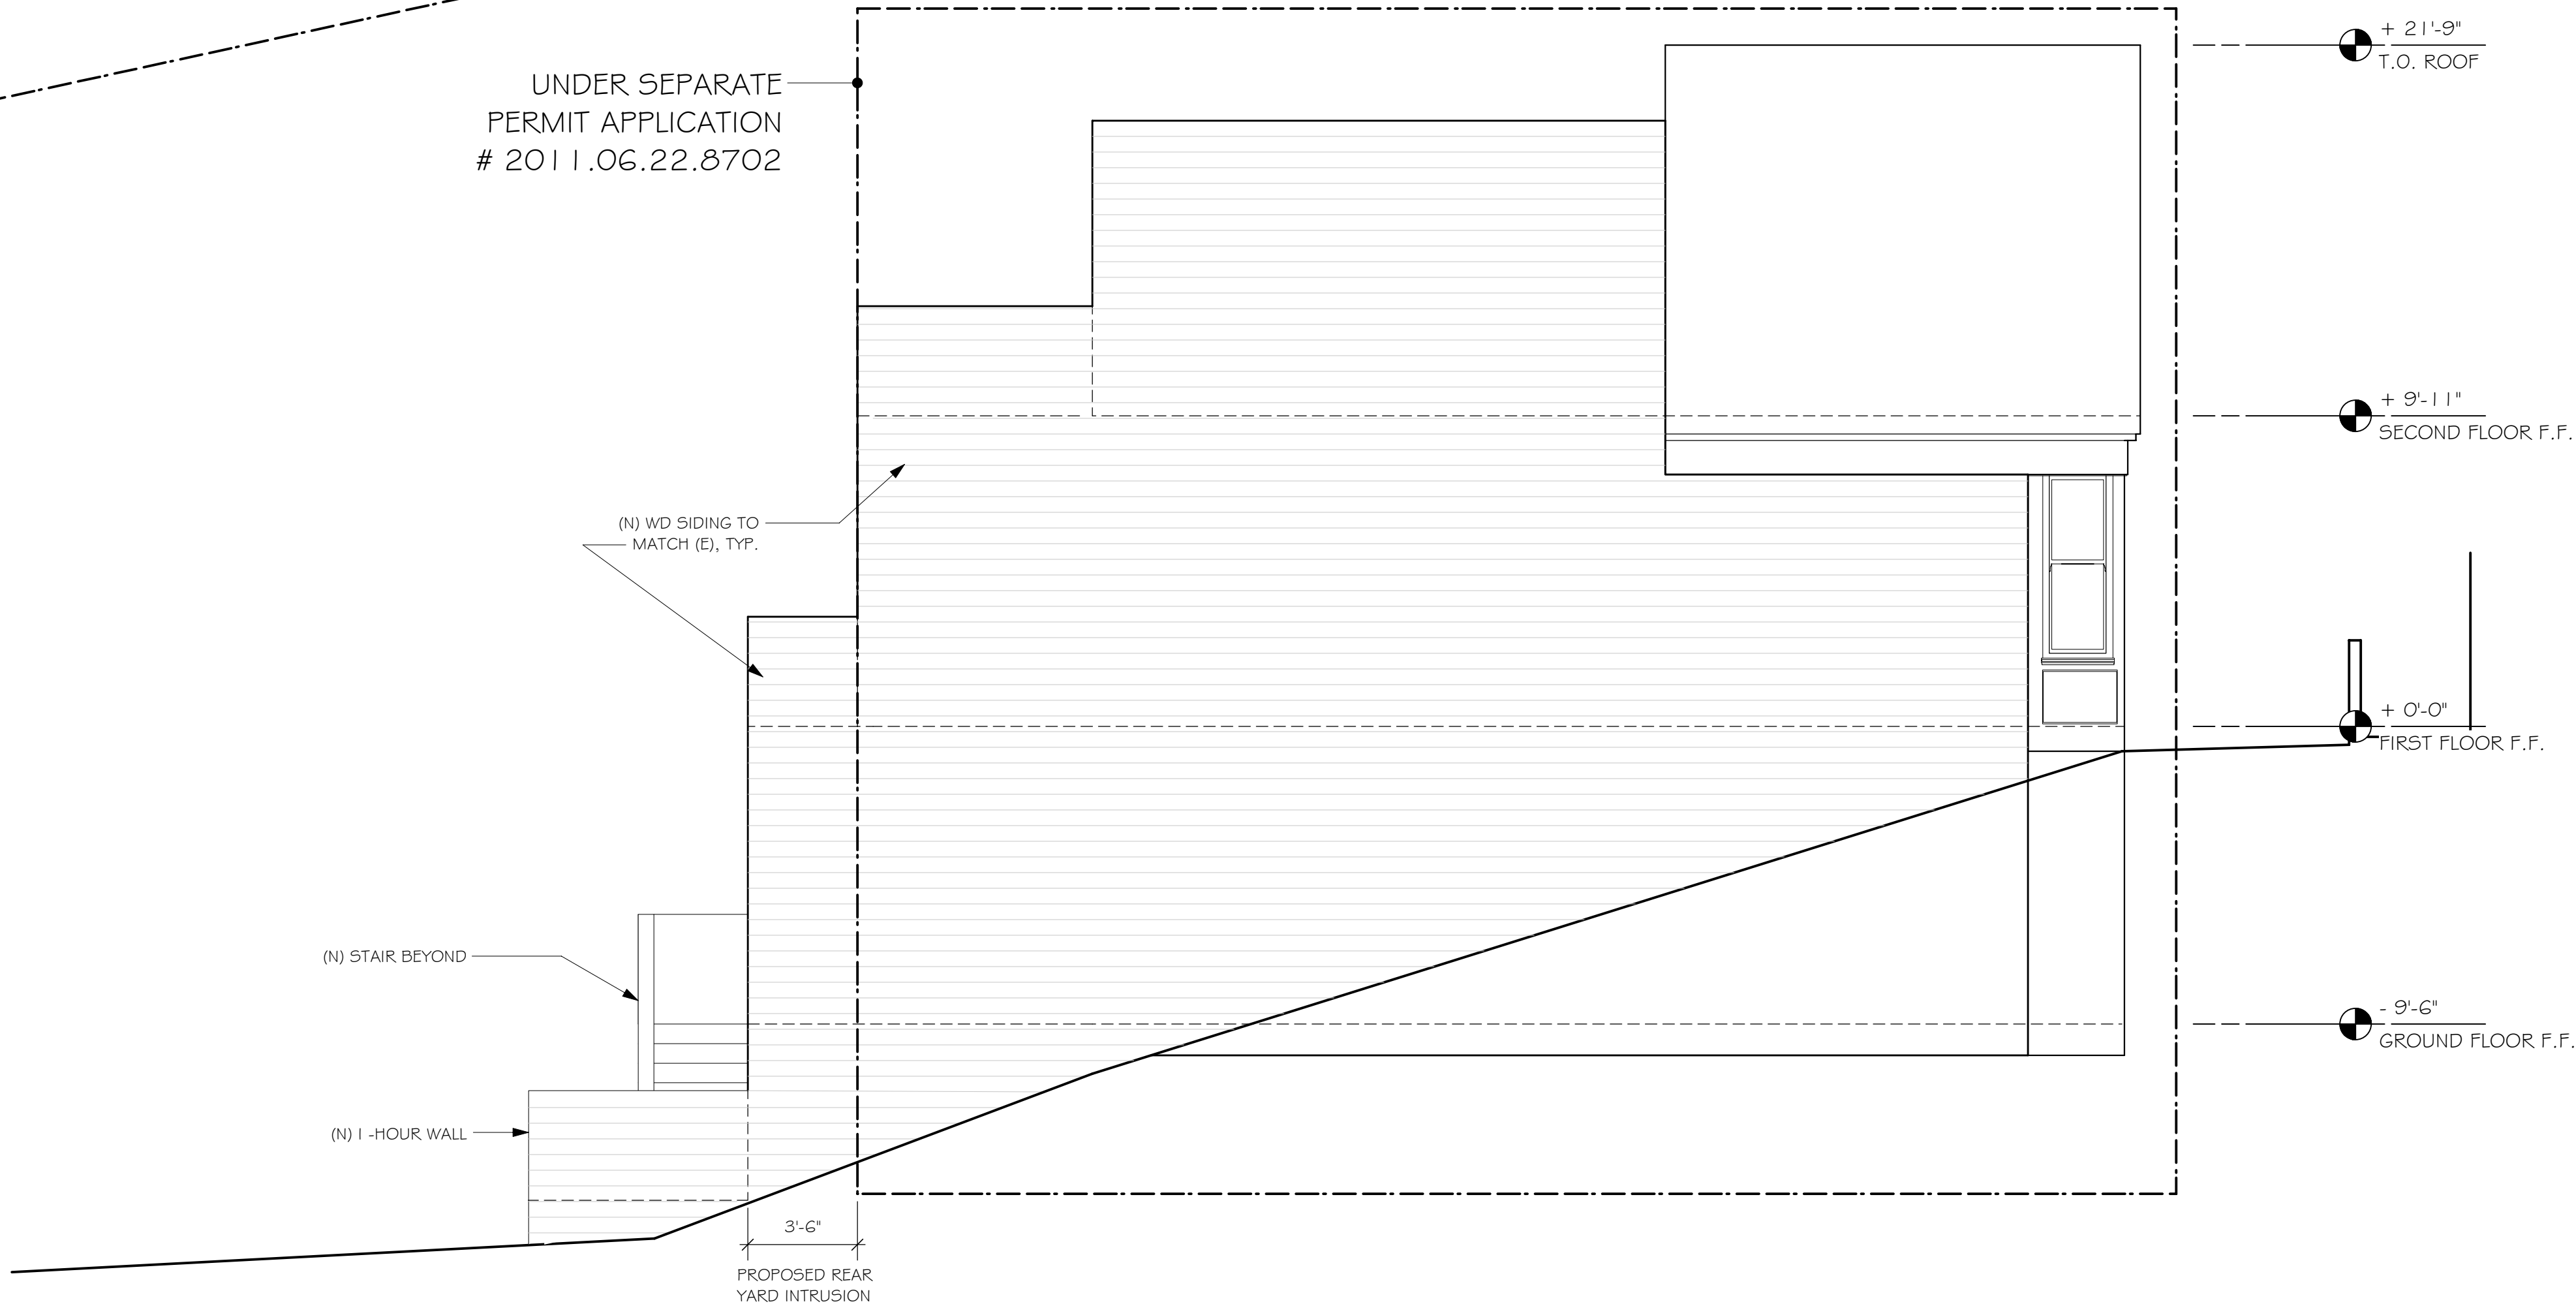 UNDER SEPARATE
PERMIT APPLICATION
# 2011.06.22.8702
+ 21'-9"
T.O. ROOF
+ 9'-11"
SECOND FLOOR F.F.
(N) WD SIDING TO
MATCH (E), TYP.
+ 0'-0"
FIRST FLOOR F.F.
(N) STAIR BEYOND
- 9'-6"
GROUND FLOOR F.F.
(N) 1 -HOUR WALL
3'-6"
PROPOSED REAR
YARD INTRUSION